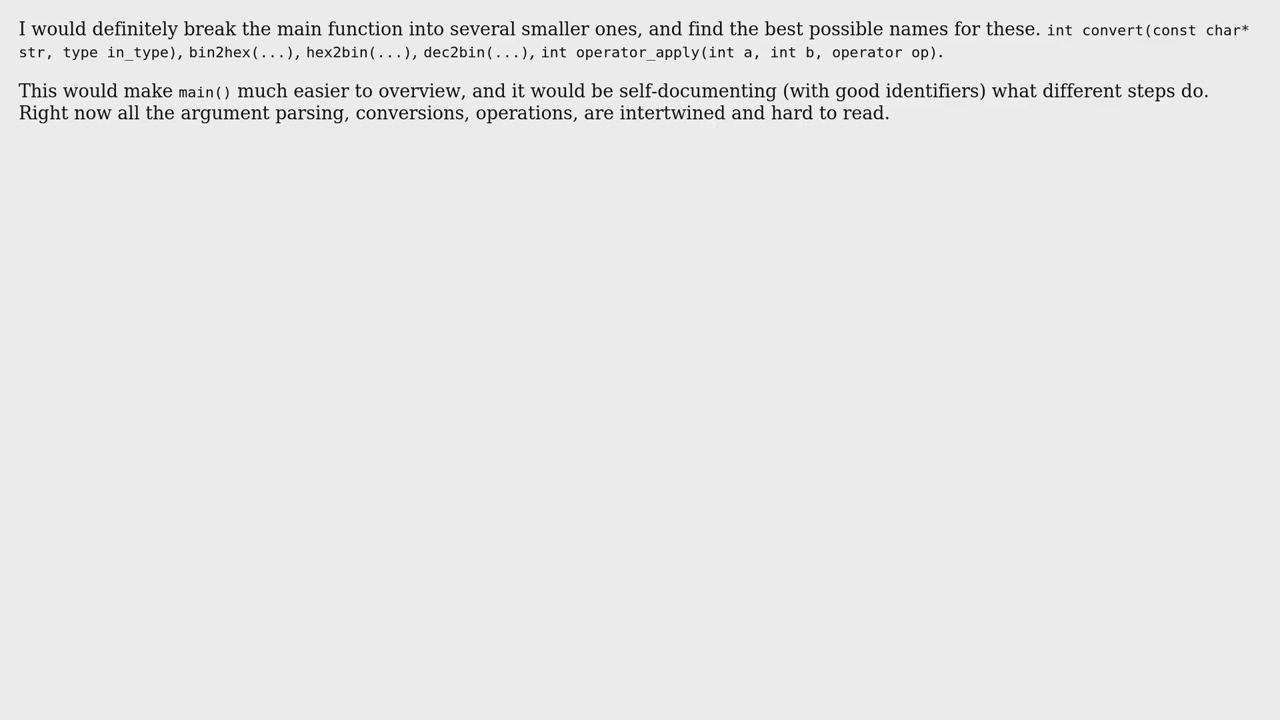 I would definitely break the main function into several smaller ones, and find the best possible names for these. int convert(const char*
str, type in_type), bin2hex(...), hex2bin(...), dec2bin(...), int operator_apply(int a, int b, operator op).
This would make main() much easier to overview, and it would be self-documenting (with good identifiers) what different steps do.
Right now all the argument parsing, conversions, operations, are intertwined and hard to read.